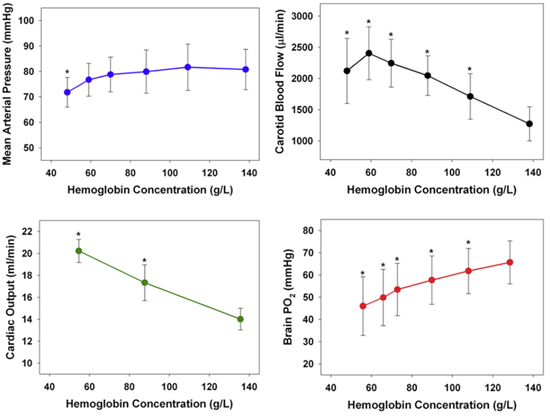 Mean Arterial Pressure (mmHg)
100
90
80
70
60
50
*
40 60 80 100 120 140
Hemoglobin Concentration (g/L)
Carotid Blood Flow (µl/min)
3000
2500
2000
1500
1000
* * * * *
40 60 80 100 120 140
Hemoglobin Concentration (g/L)
Cardiac Output (ml/min)
22
20
18
16
14
12
10
* *
40 60 80 100 120 140
Hemoglobin Concentration (g/L)
Brain PO2 (mmHg)
80
70
60
50
40
30
20
* * * * *
40 60 80 100 120 140
Hemoglobin Concentration (g/L)